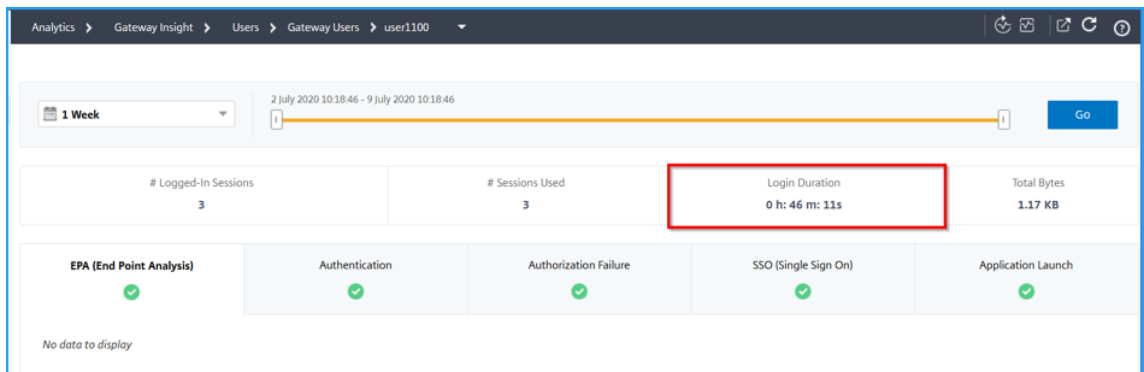 Analytics > Gateway Insight > Users > Gateway Users > user1100
1 Week
2 July 2020 10:18:46 - 9 July 2020 10:18:46
Go
# Logged-In Sessions
3
# Sessions Used
3
Login Duration
0 h: 46 m: 11s
Total Bytes
1.17 KB
EPA (End Point Analysis)
Authentication
Authorization Failure
SSO (Single Sign On)
Application Launch
No data to display